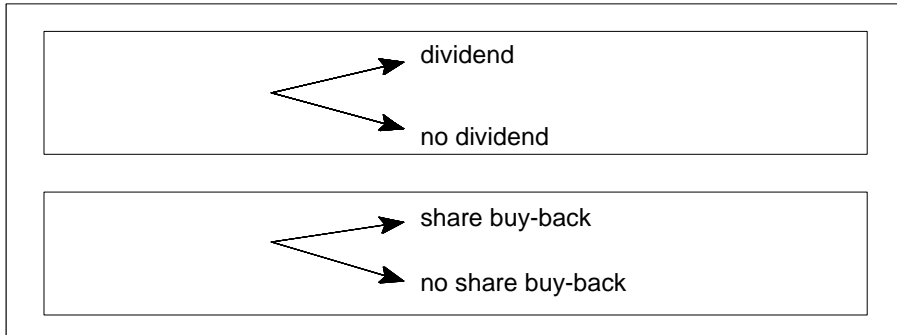 dividend
no dividend
share buy-back
no share buy-back